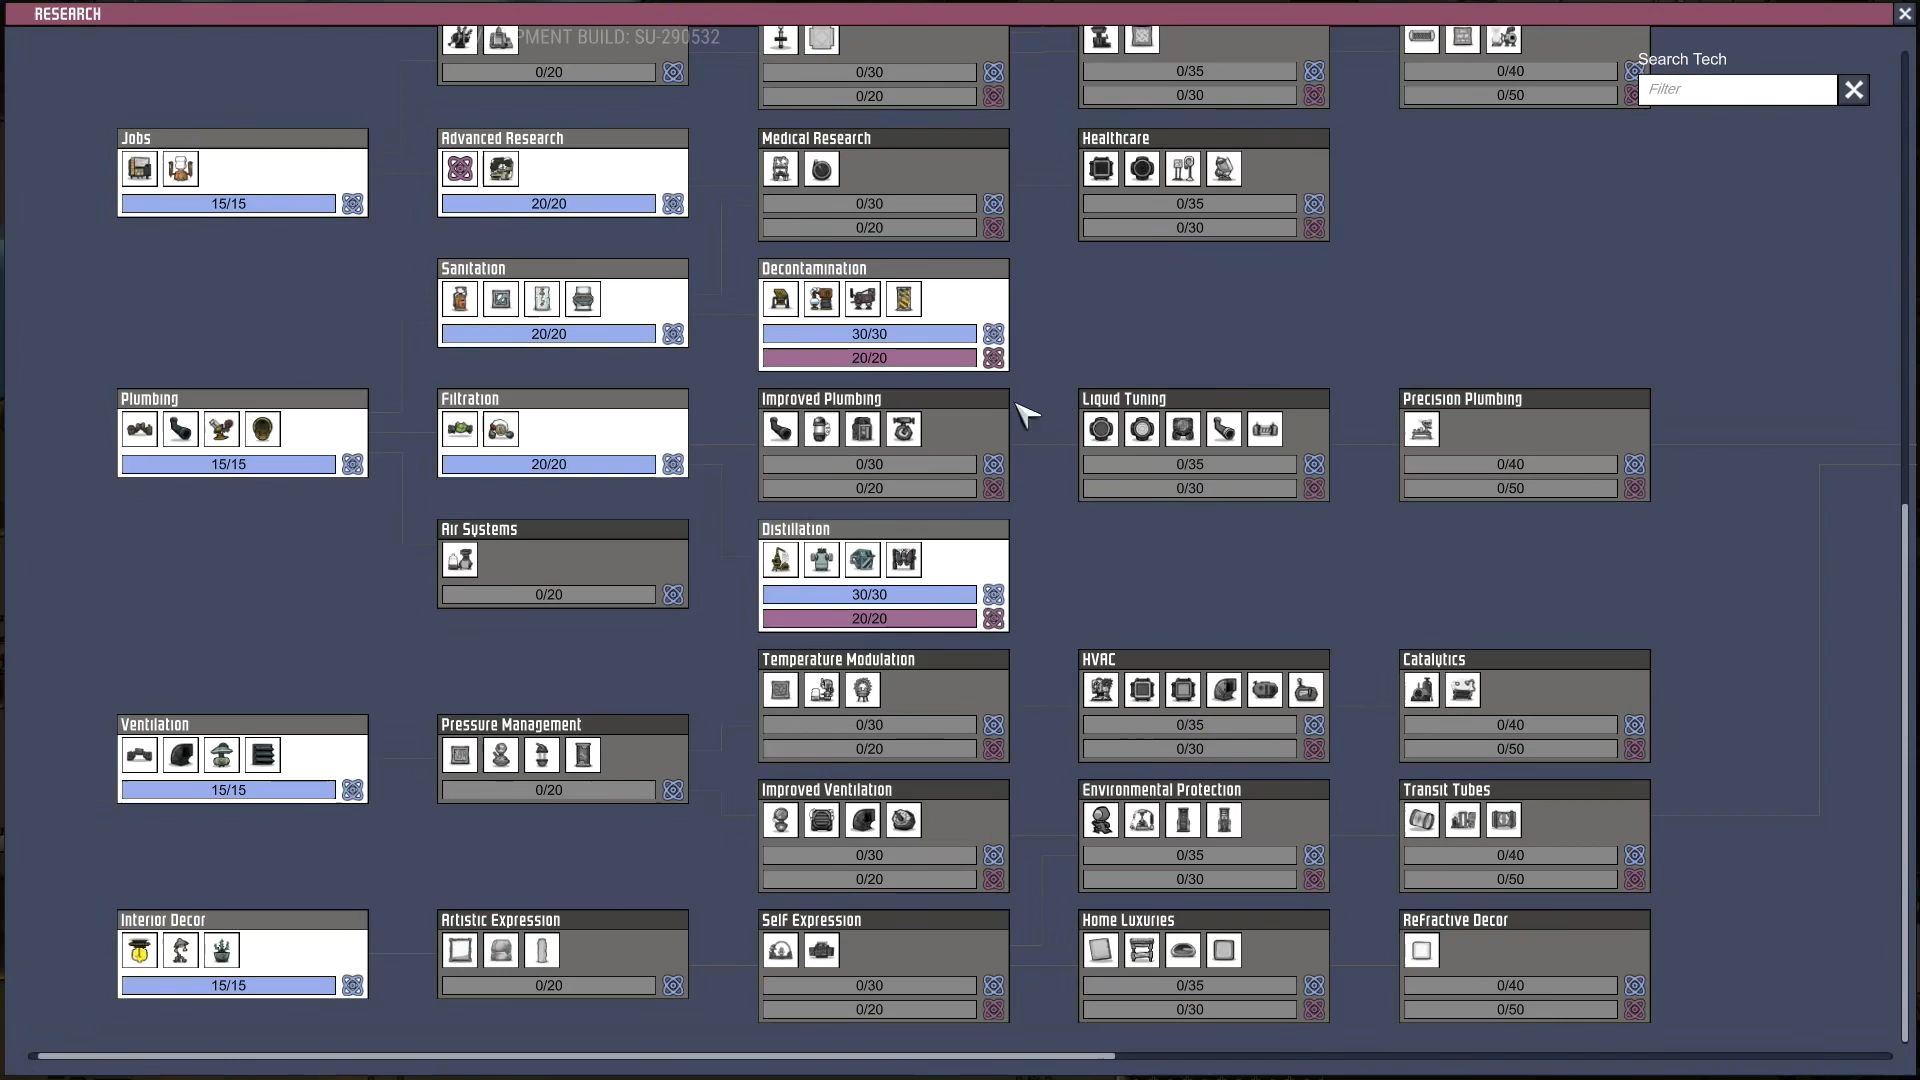 RESEARCH
PMENT BUILD: SU-290532
Search Tech
Filter
0/20
0/30
0/20
0/35
0/30
0/40
0/50
Jobs
15/15
Advanced Research
20/20
Medical Research
0/30
0/20
Healthcare
0/35
0/30
Sanitation
20/20
Decontamination
30/30
20/20
Plumbing
15/15
Filtration
20/20
Improved Plumbing
0/30
0/20
Liquid Tuning
0/35
0/30
Precision Plumbing
0/40
0/50
Air Systems
0/20
Distillation
30/30
20/20
Temperature Modulation
0/30
0/20
HVAC
0/35
0/30
Catalytics
0/40
0/50
Ventilation
15/15
Pressure Management
0/20
Improved Ventilation
0/30
0/20
Environmental Protection
0/35
0/30
Transit Tubes
0/40
0/50
Interior Decor
15/15
Artistic Expression
0/20
Self Expression
0/30
0/20
Home Luxuries
0/35
0/30
Refractive Decor
0/40
0/50